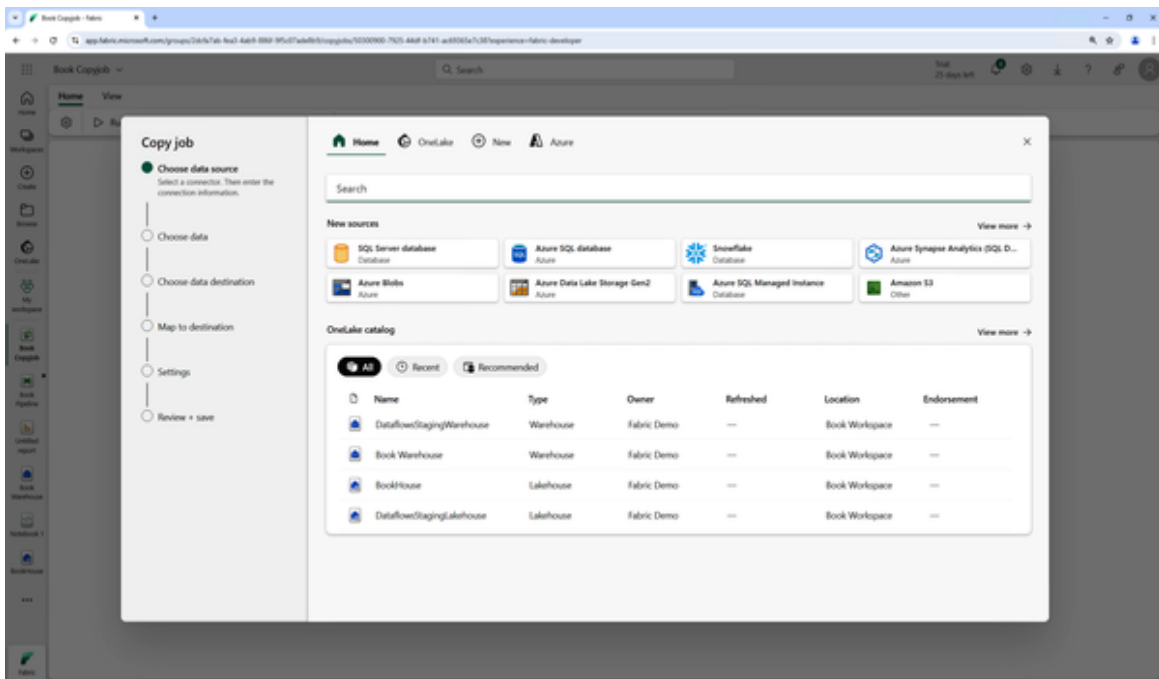 Book Copyjob - Fabric
Book Copyjob
Search
Trial
25 days left
Home View
Home
Workspaces
Create
Browse
OneLake
My workspace
Book Copyjob
Book Pipeline
Untitled report
Book Warehouse
Notebook 1
BookHouse
Fabric
Copy job
Choose data source
Select a connector. Then enter the
connection information.
Choose data
Choose data destination
Map to destination
Settings
Review + save
Home OneLake New Azure
Search
New sources View more
SQL Server database
Database
Azure SQL database
Azure
Snowflake
Database
Azure Synapse Analytics (SQL D...
Azure
Azure Blobs
Azure
Azure Data Lake Storage Gen2
Azure
Azure SQL Managed Instance
Database
Amazon S3
Other
OneLake catalog View more
All Recent Recommended
Name Type Owner Refreshed Location Endorsement
DataflowsStagingWarehouse Warehouse Fabric Demo — Book Workspace —
Book Warehouse Warehouse Fabric Demo — Book Workspace —
BookHouse Lakehouse Fabric Demo — Book Workspace —
DataflowsStagingLakehouse Lakehouse Fabric Demo — Book Workspace —